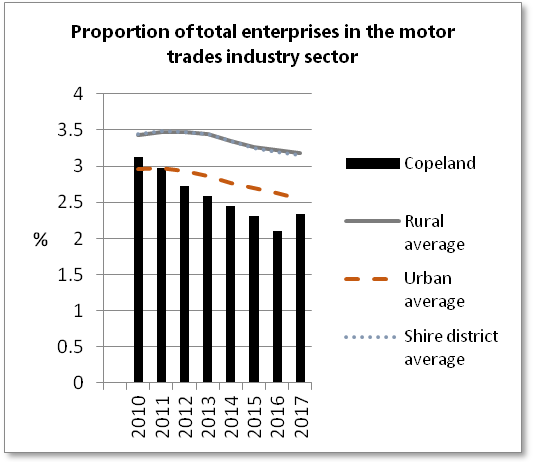 Proportion of total enterprises in the motor
trades industry sector
4
3.5
3
2.5
2
1.5
1
0.5
0
%
2010
2011
2012
2013
2014
2015
2016
2017
Copeland
Rural
average
Urban
average
Shire district
average